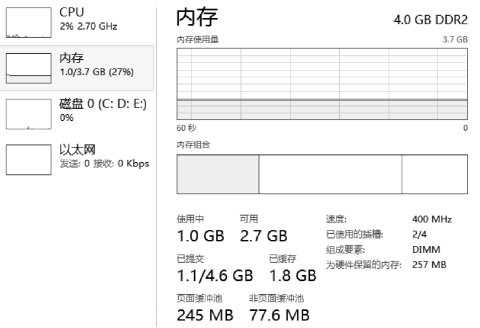 CPU
2% 2.70 GHz
内存
1.0/3.7 GB (27%)
磁盘 0 (C: D: E:)
0%
以太网
发送: 0 接收: 0 Kbps
内存
4.0 GB DDR2
内存使用量
3.7 GB
60 秒
0
内存组合
使用中
可用
1.0 GB
2.7 GB
已提交
已缓存
1.1/4.6 GB
1.8 GB
页面缓冲池
非页面缓冲池
245 MB
77.6 MB
速度:
400 MHz
已使用的插槽:
2/4
组成要素:
DIMM
为硬件保留的内存:
257 MB